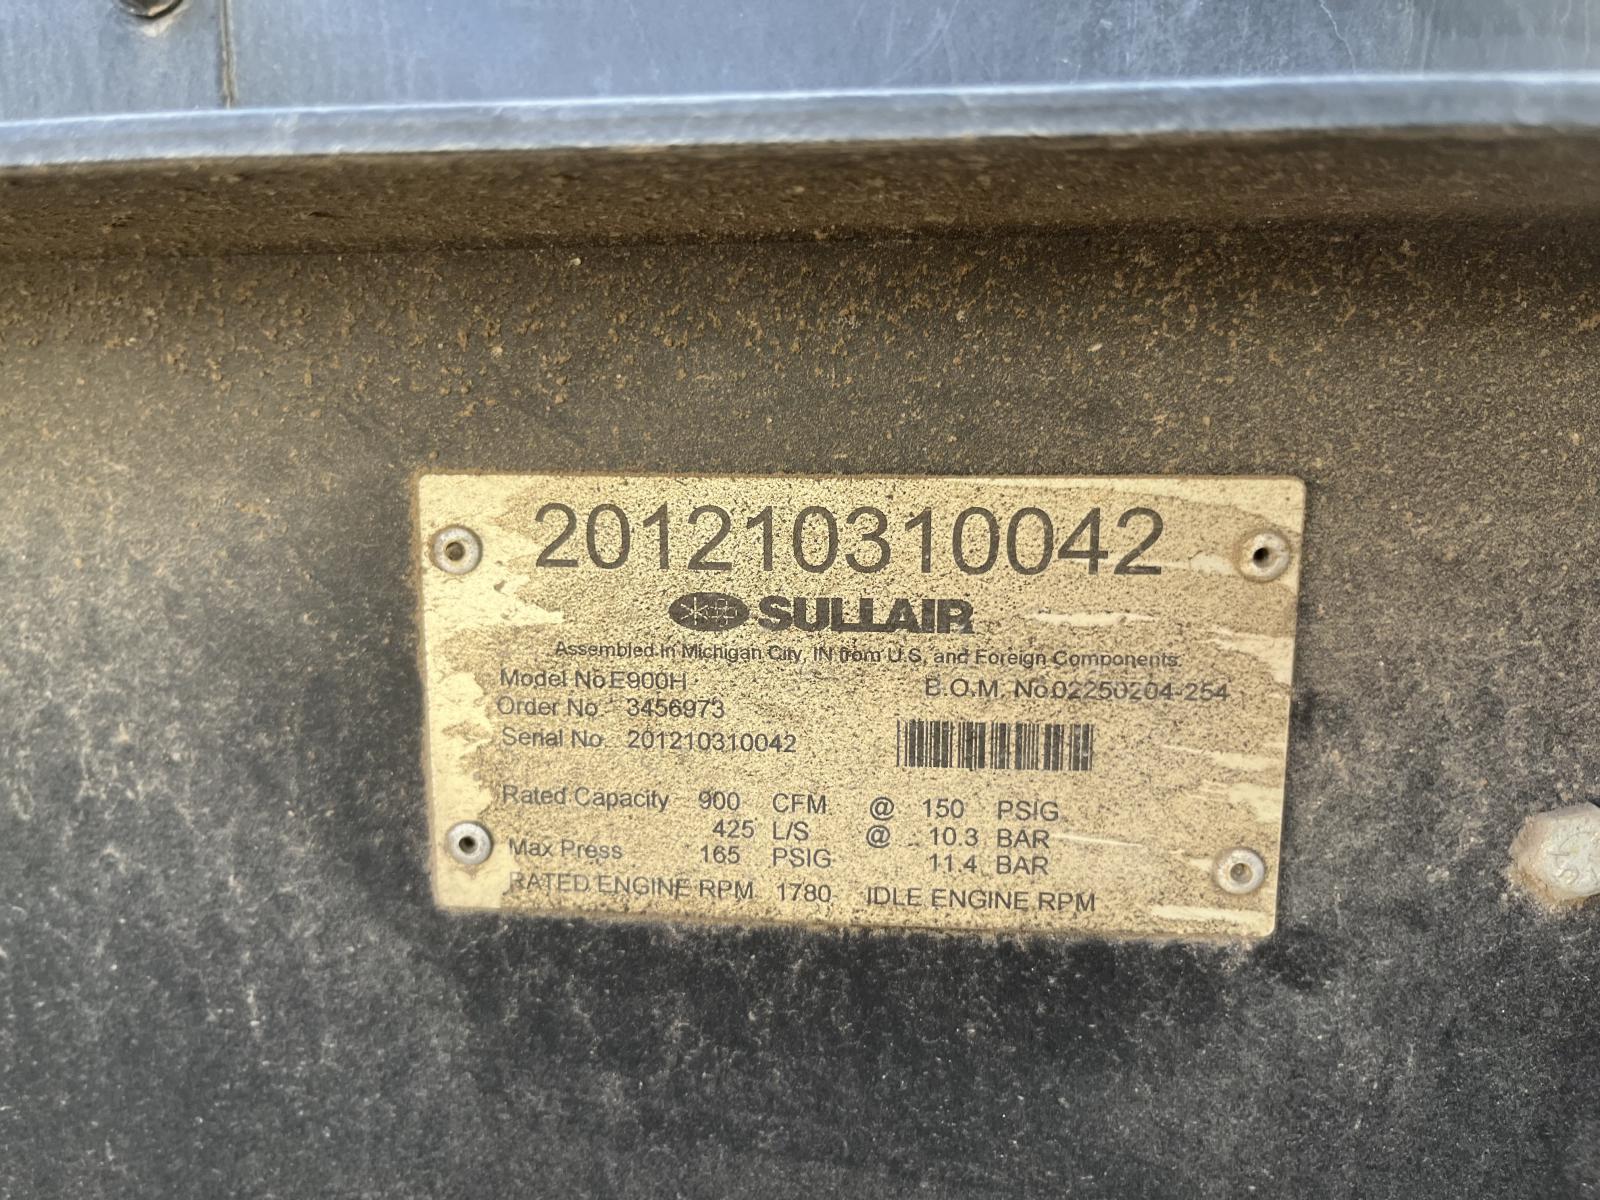 201210310042
SULLAIR
Assembled in Michigan City, IN from U.S. and Foreign Components.
Model No E900H
B.O.M. No.02250204-254
Order No. 3456973
Serial No. 201210310042
Rated Capacity 900 CFM @ 150 PSIG
425 L/S @ 10.3 BAR
Max Press 165 PSIG 11.4 BAR
RATED ENGINE RPM 1780 IDLE ENGINE RPM